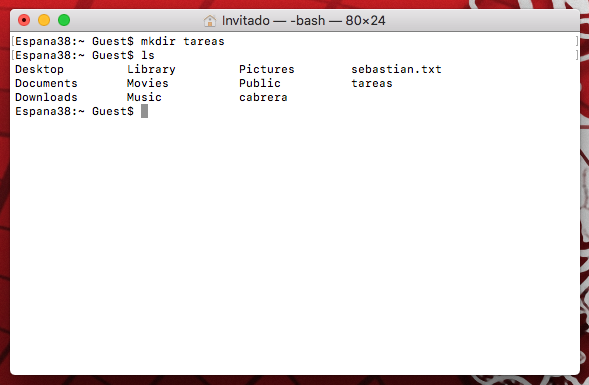 Invitado — -bash — 80×24
[Espana38:~ Guest$ mkdir tareas ]
[Espana38:~ Guest$ ls ]
Desktop Library Pictures sebastian.txt
Documents Movies Public tareas
Downloads Music cabrera
Espana38:~ Guest$